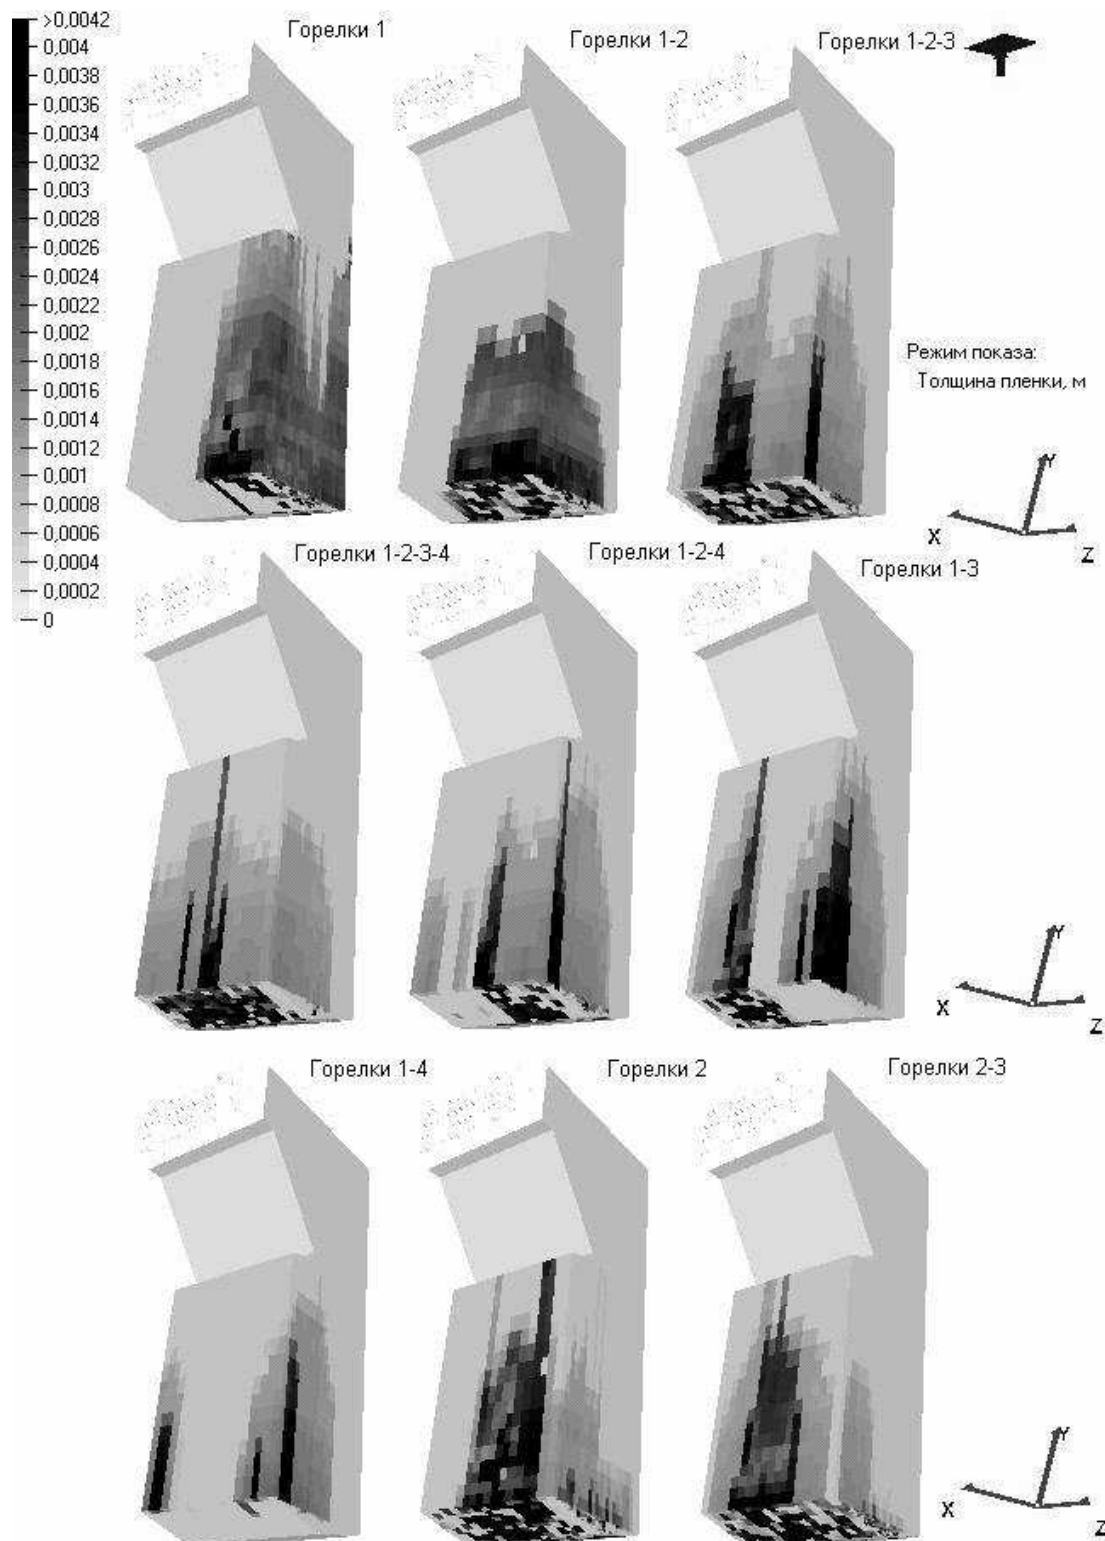 >0,0042
0,004
0,0038
0,0036
0,0034
0,0032
0,003
0,0028
0,0026
0,0024
0,0022
0,002
0,0018
0,0016
0,0014
0,0012
0,001
0,0008
0,0006
0,0004
0,0002
0
Горелки 1
Горелки 1-2
Горелки 1-2-3
Режим показа:
Толщина пленки, м
Y
X
Z
Горелки 1-2-3-4
Горелки 1-2-4
Горелки 1-3
Y
X
Z
Горелки 1-4
Горелки 2
Горелки 2-3
Y
X
Z